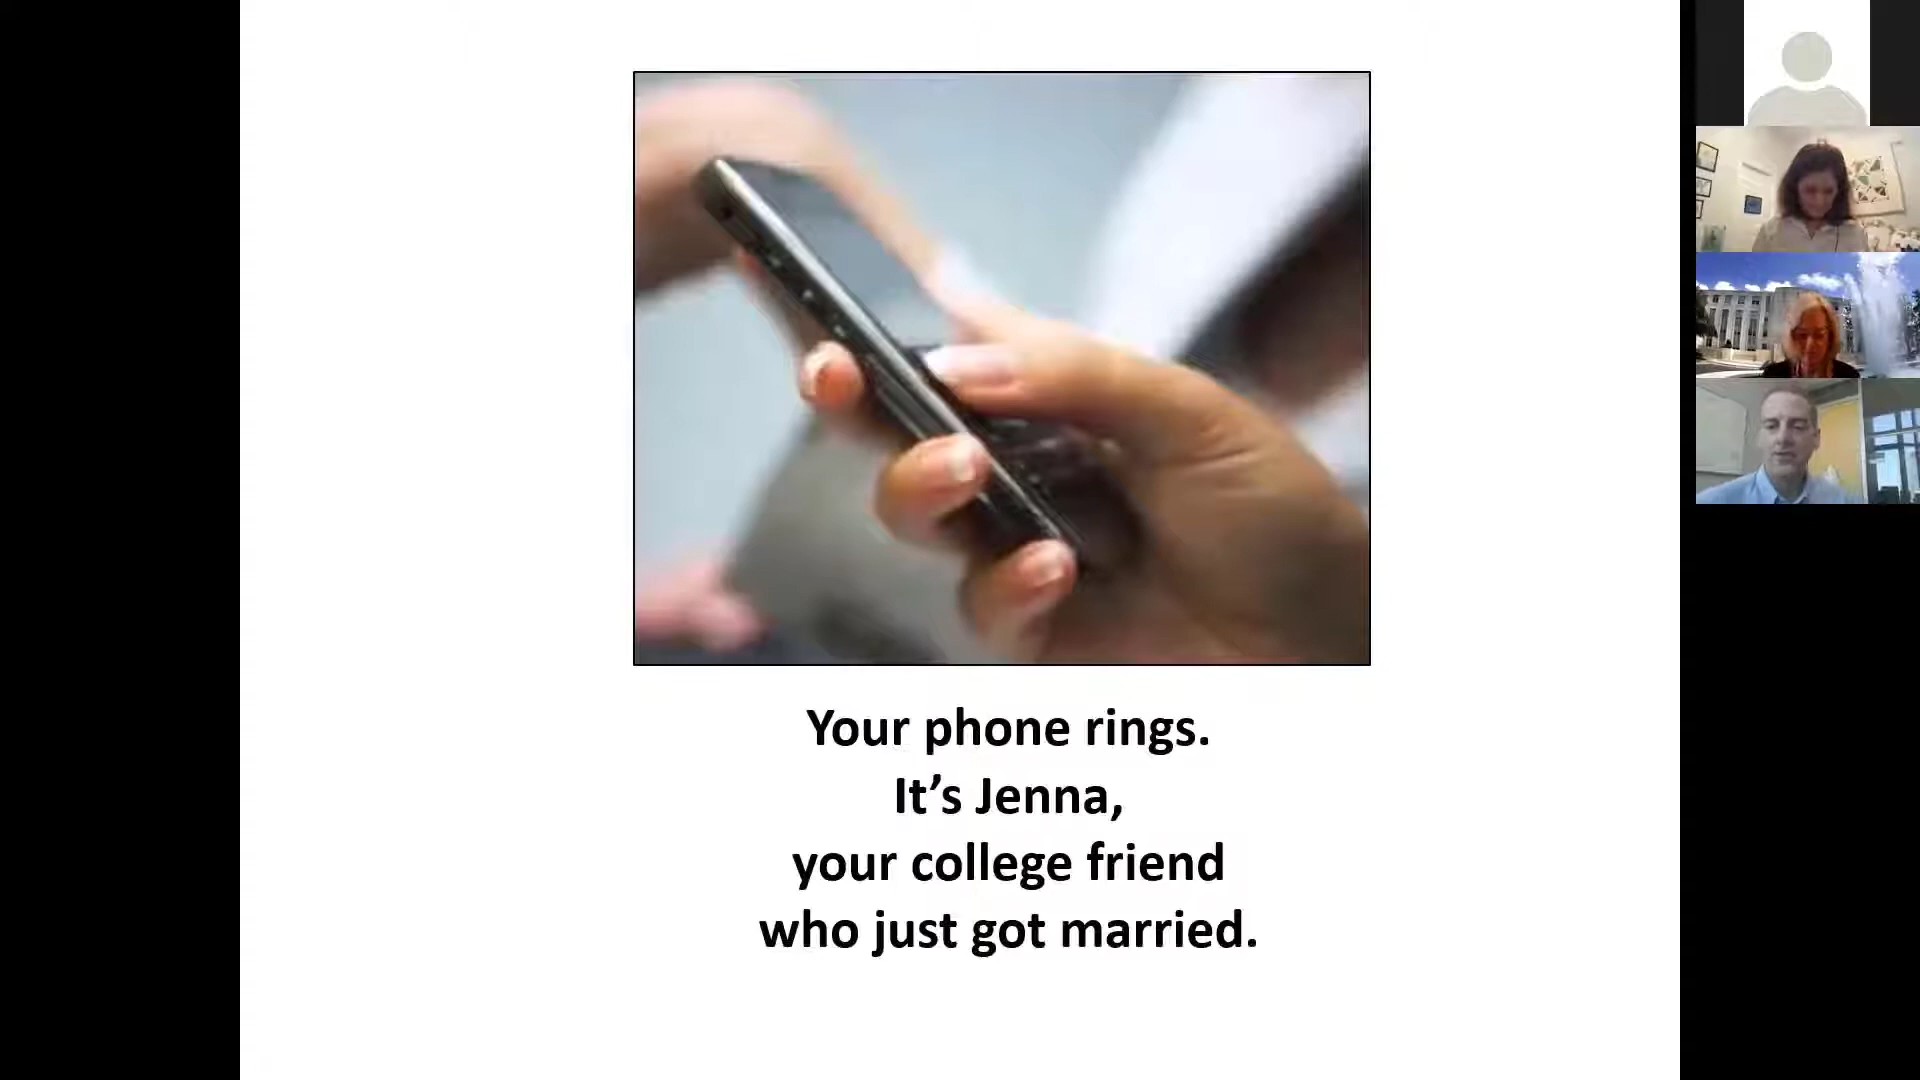 Your phone rings.
It’s Jenna,
your college friend
who just got married.